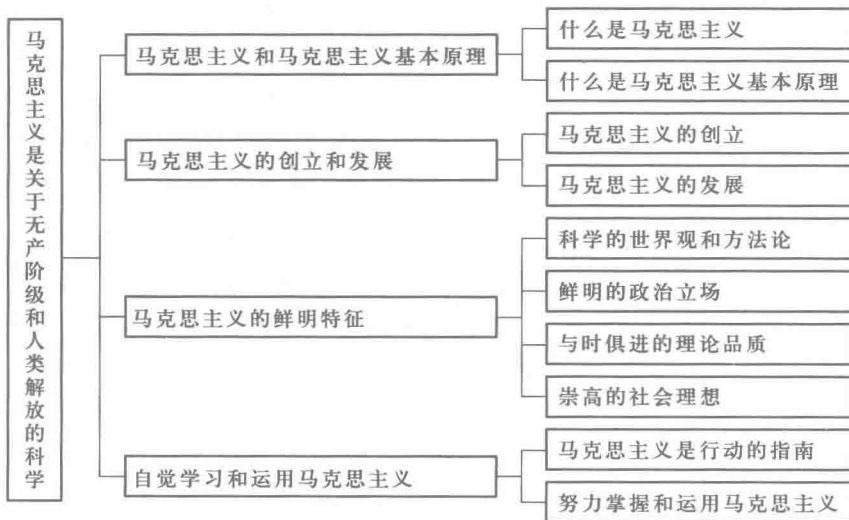 马克思主义是关于无产阶级和人类解放的科学
马克思主义和马克思主义基本原理
什么是马克思主义
什么是马克思主义基本原理
马克思主义的创立和发展
马克思主义的创立
马克思主义的发展
马克思主义的鲜明特征
科学的世界观和方法论
鲜明的政治立场
与时俱进的理论品质
崇高的社会理想
自觉学习和运用马克思主义
马克思主义是行动的指南
努力掌握和运用马克思主义